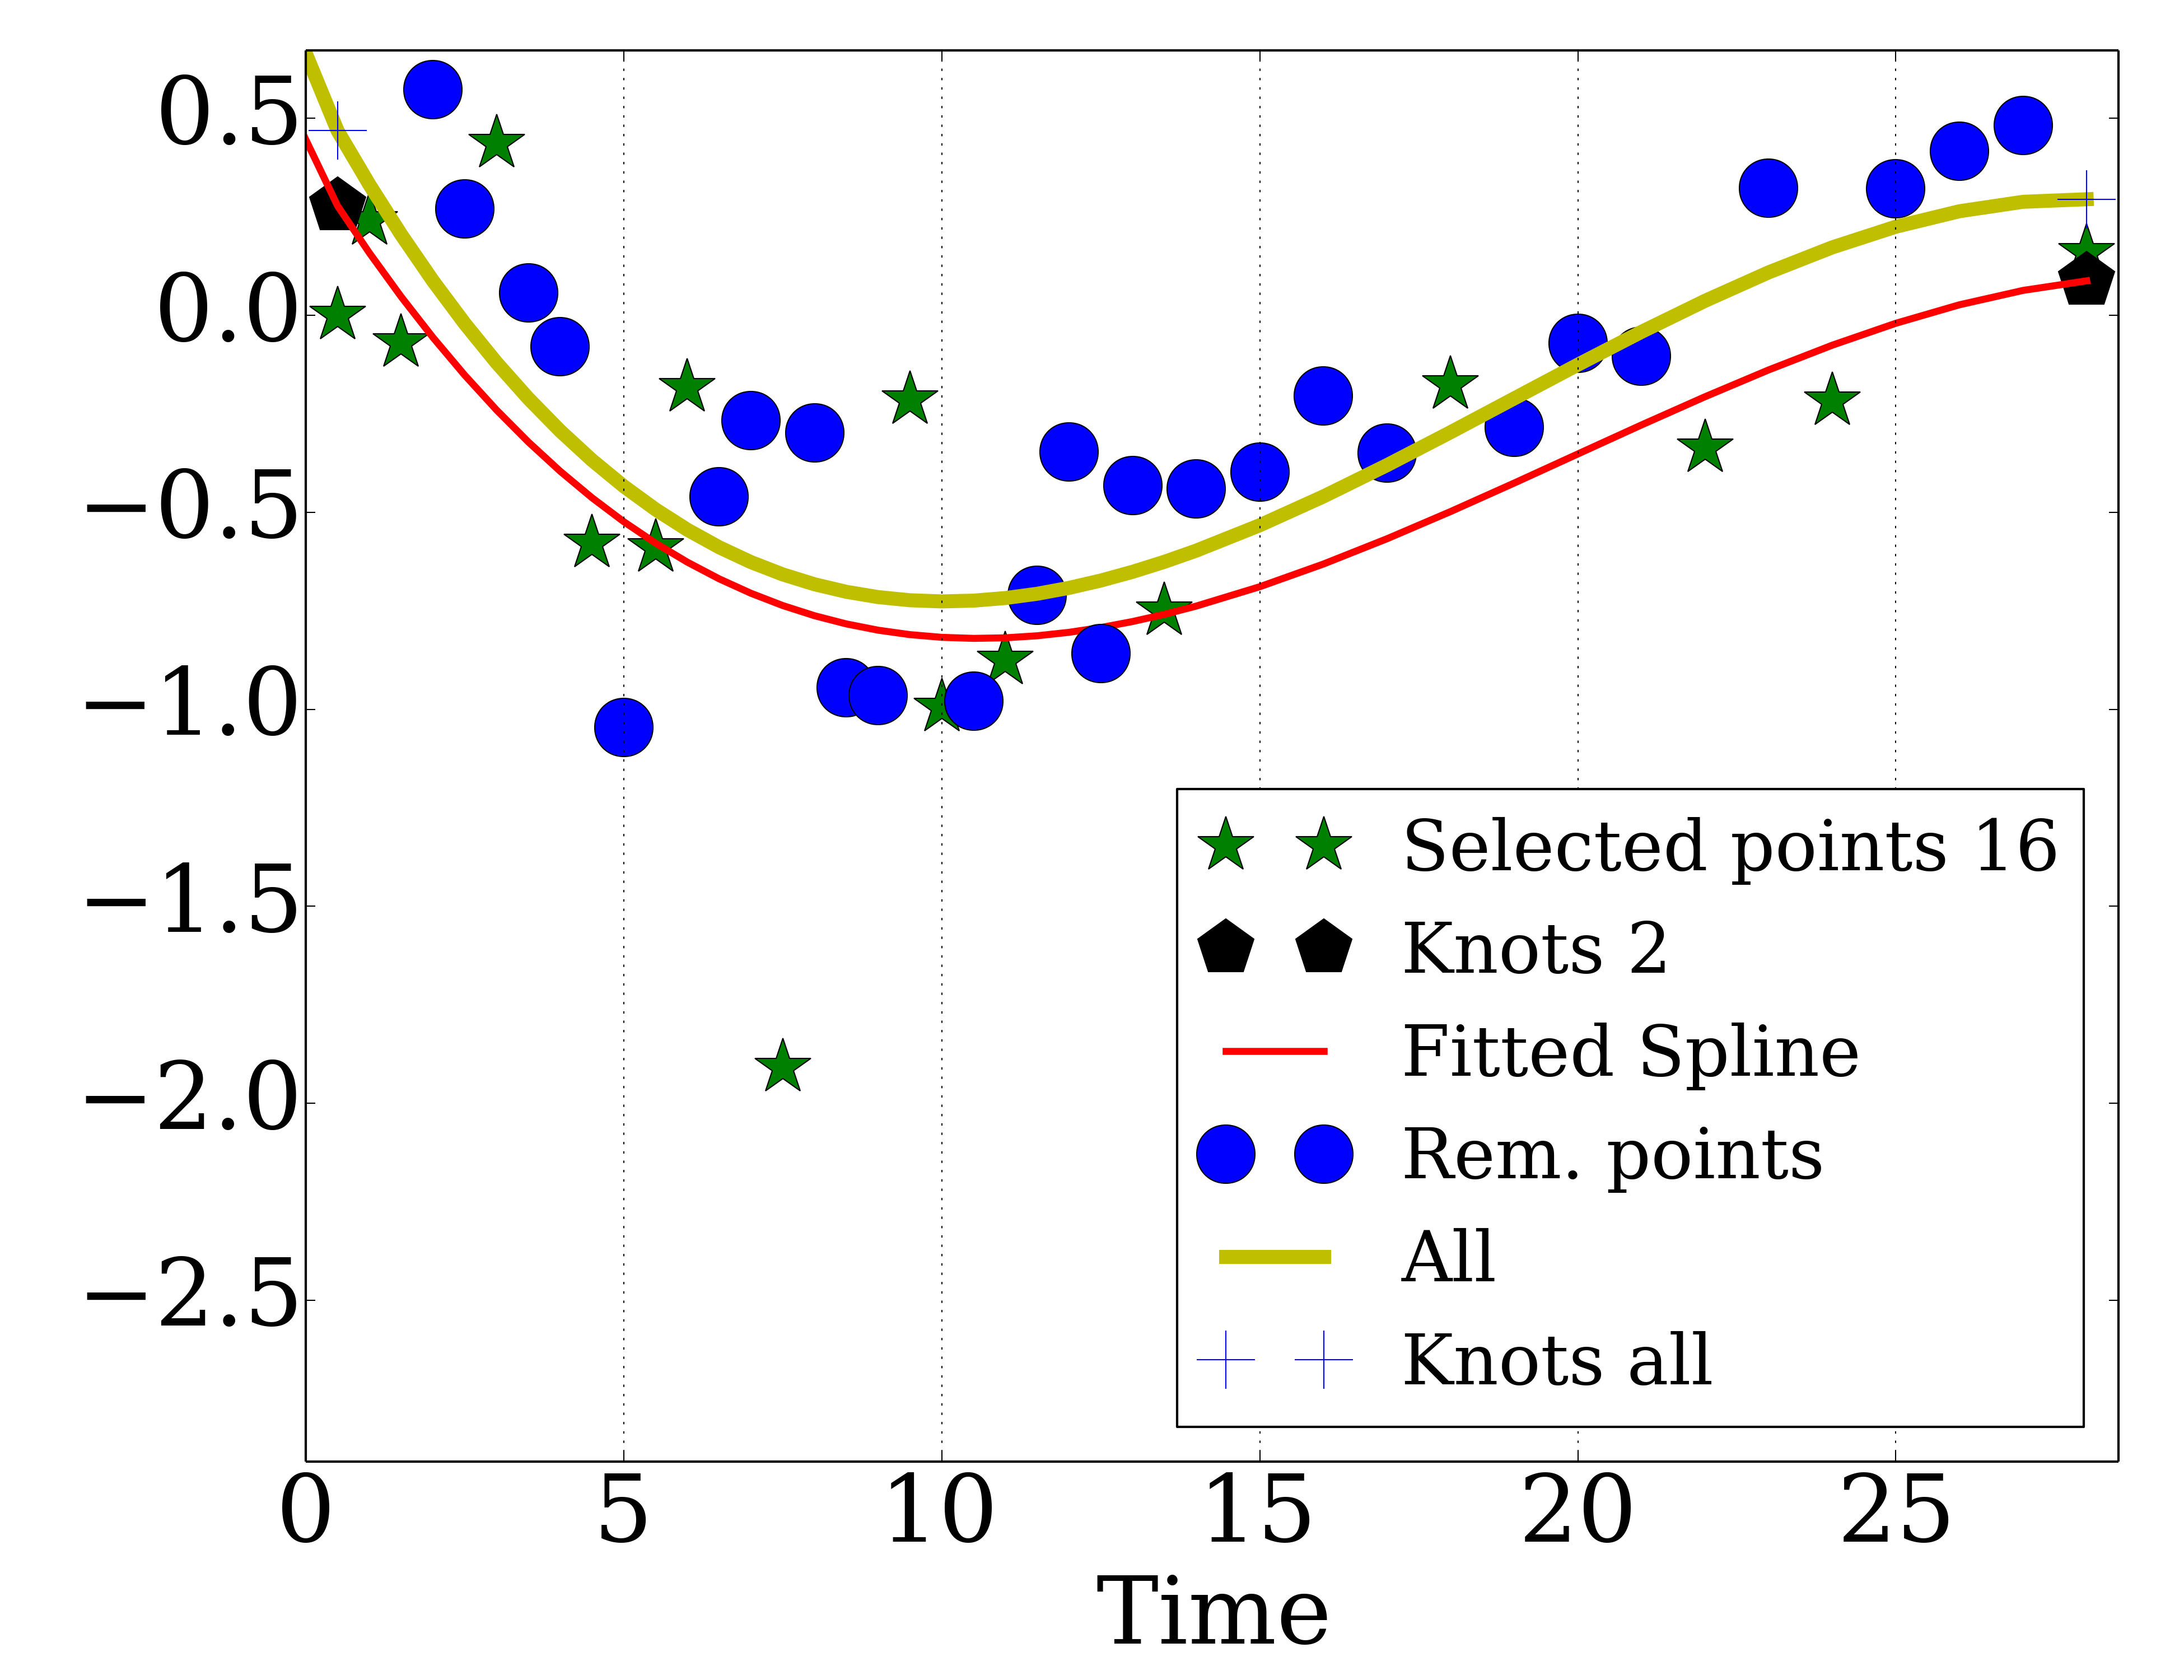 0.5
0.0
−0.5
−1.0
−1.5
−2.0
−2.5
Selected points 16
Knots 2
Fitted Spline
Rem. points
All
Knots all
0 5 10 15 20 25
Time